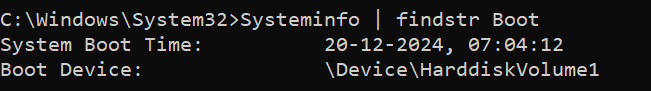 C:\Windows\System32>Systeminfo | findstr Boot
System Boot Time:          20-12-2024, 07:04:12
Boot Device:               \Device\HarddiskVolume1